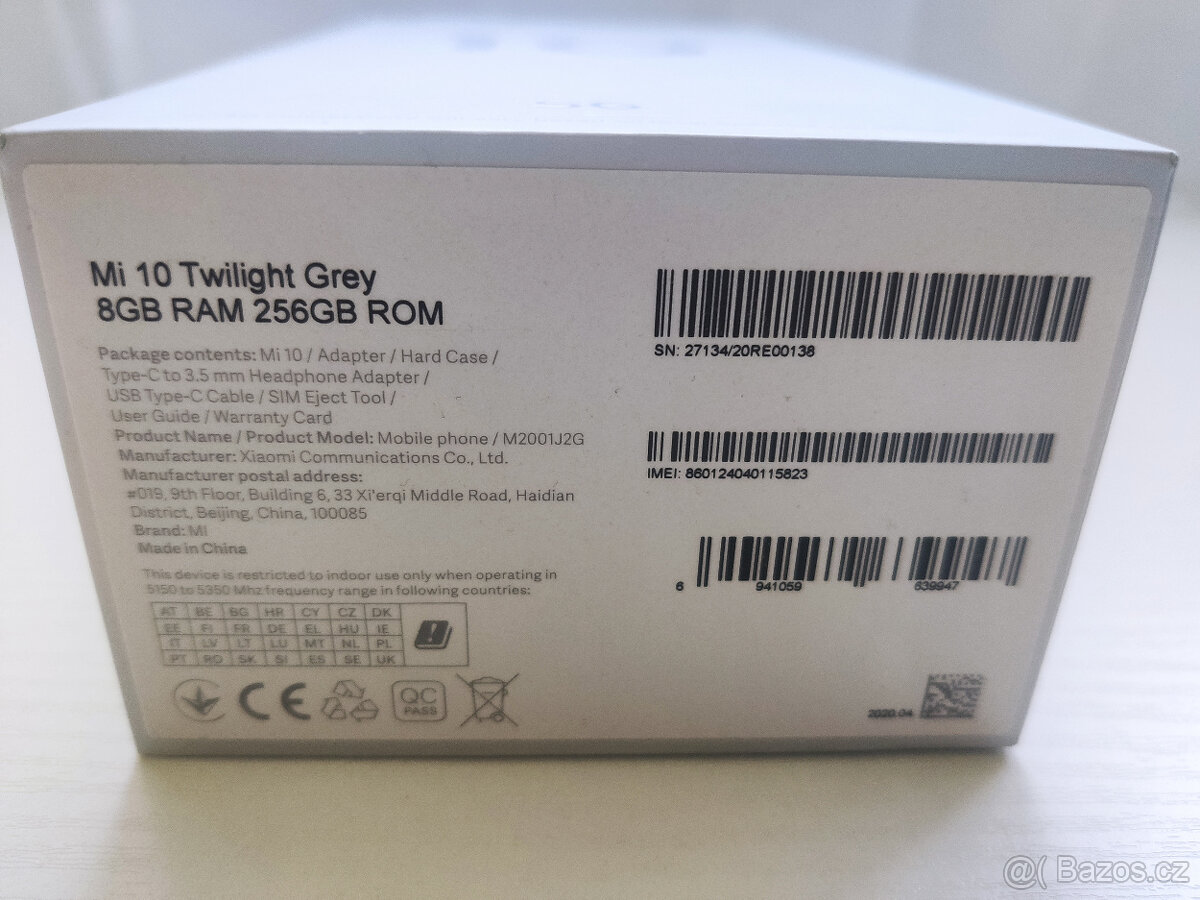 Mi 10 Twilight Grey
8GB RAM 256GB ROM
Package contents: Mi 10 / Adapter / Hard Case /
Type-C to 3.5 mm Headphone Adapter /
USB Type-C Cable / SIM Eject Tool /
User Guide / Warranty Card
Product Name / Product Model: Mobile phone / M2001J2G
Manufacturer: Xiaomi Communications Co., Ltd.
Manufacturer postal address:
#019, 9th Floor, Building 6, 33 Xi'erqi Middle Road, Haidian
District, Beijing, China, 100085
Brand: MI
Made in China
This device is restricted to indoor use only when operating in
5150 to 5350 Mhz frequency range in following countries:
AT BE BG HR CY CZ DK
EE FI FR DE EL HU IE
IT LV LT LU MT NL PL
PT RO SK SI ES SE UK
CE
QC
PASS
SN: 27134/20RE00138
IMEI: 860124040115823
6 941059 639947
2020.04
@( Bazos.cz